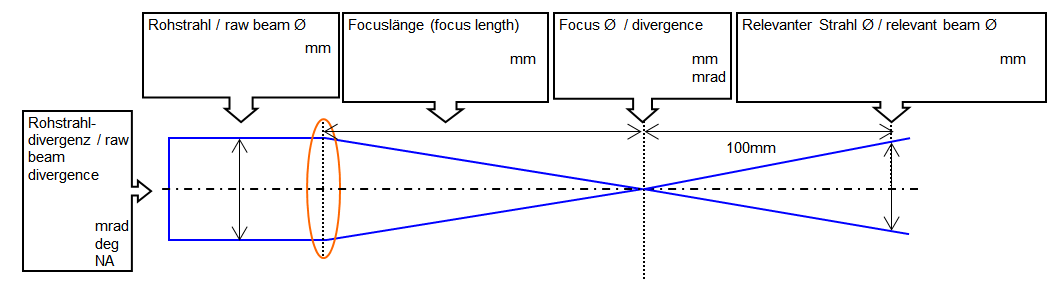 Rohstrahl / raw beam Ø
mm
Focuslänge (focus length)
mm
Focus Ø / divergence
mm
mrad
Relevanter Strahl Ø / relevant beam Ø
mm
Rohstrahl-
divergenz / raw
beam
divergence
mrad
deg
NA
100mm